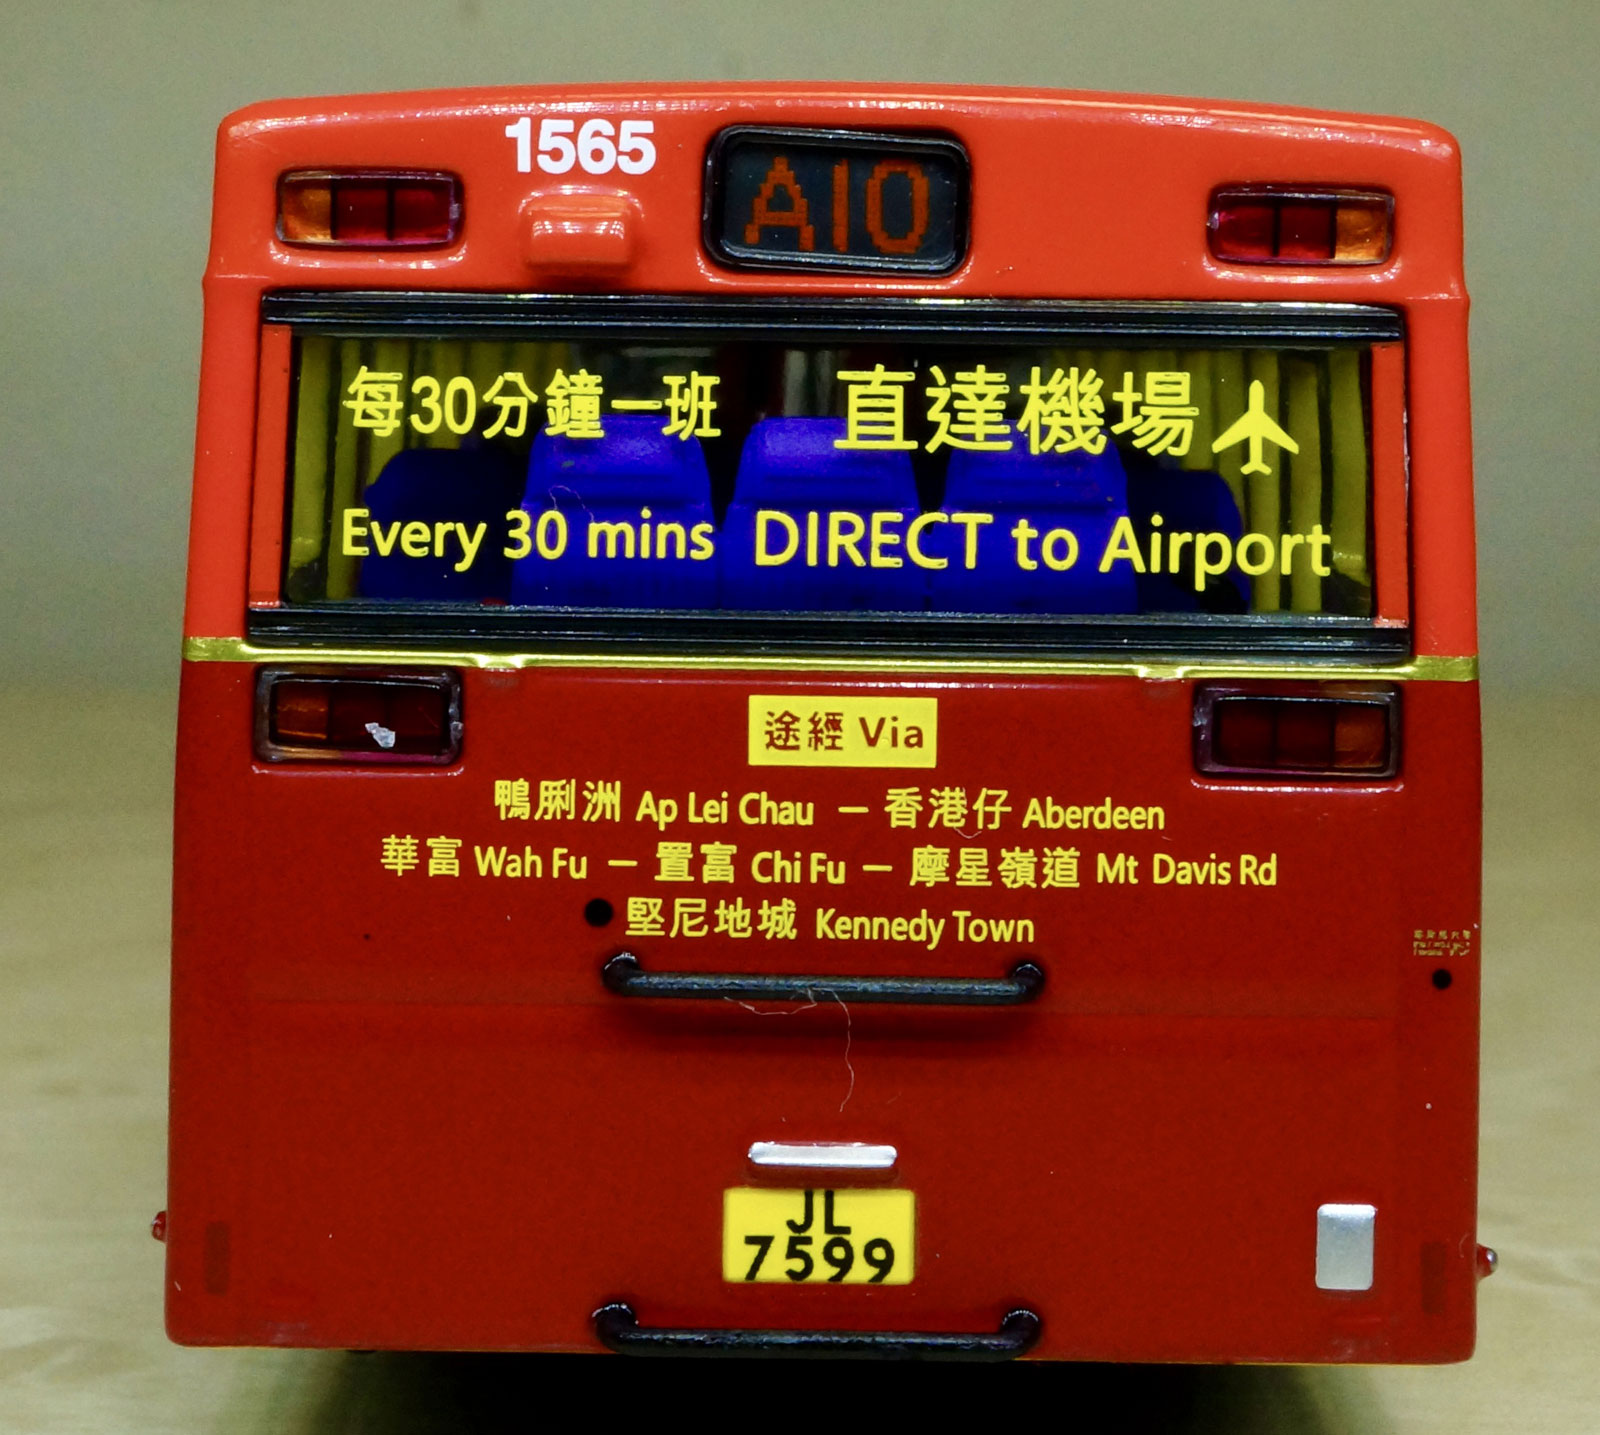 1565
A10
每30分鐘一班
直達機場
Every 30 mins
DIRECT to Airport
途經 Via
鴨脷洲 Ap Lei Chau — 香港仔 Aberdeen
華富 Wah Fu — 置富 Chi Fu — 摩星嶺道 Mt Davis Rd
堅尼地城 Kennedy Town
JL
7599